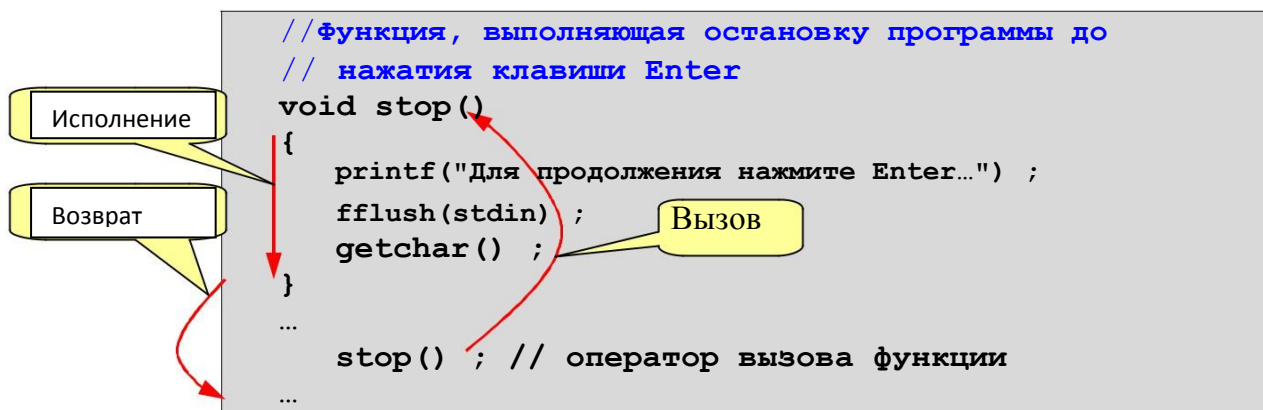 //Функция, выполняющая остановку программы до
// нажатия клавиши Enter
void stop()
Исполнение
{
printf("Для продолжения нажмите Enter…") ;
Возврат
fflush(stdin) ;
Вызов
getchar() ;
}
…
stop() ; // оператор вызова функции
…